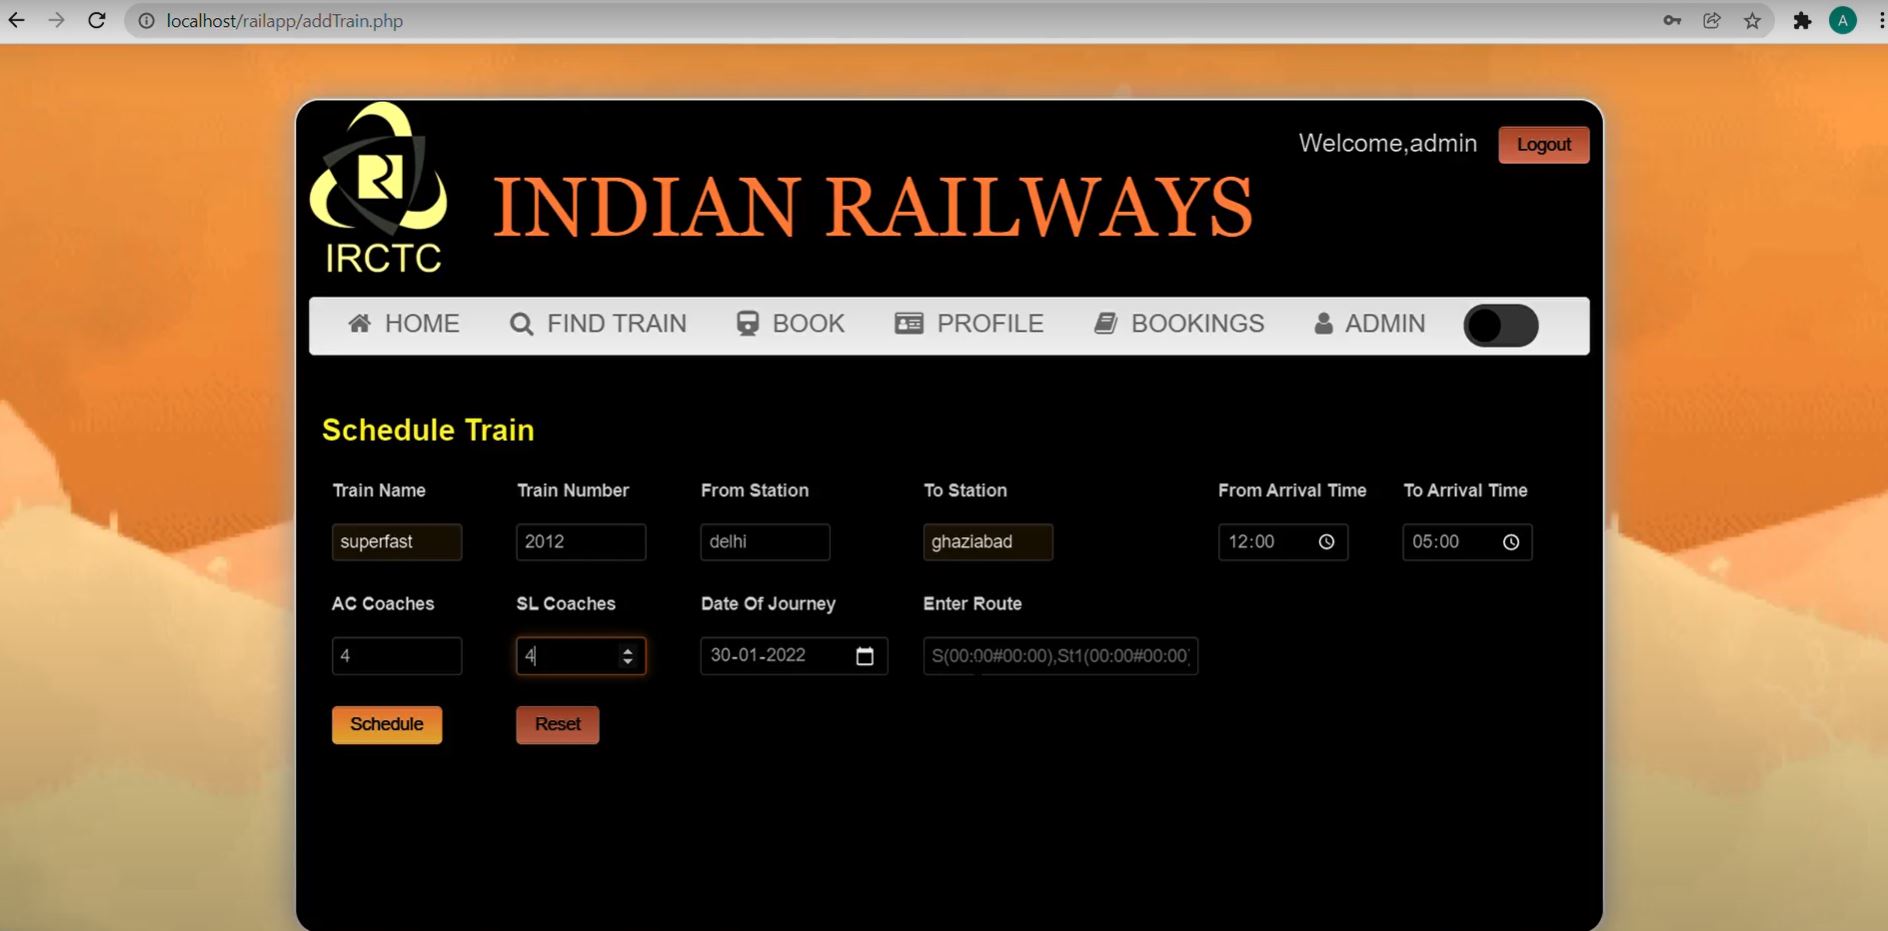 localhost/railapp/addTrain.php
A
Welcome,admin
Logout
IRCTC
INDIAN RAILWAYS
HOME
FIND TRAIN
BOOK
PROFILE
BOOKINGS
ADMIN
Schedule Train
Train Name
Train Number
From Station
To Station
From Arrival Time
To Arrival Time
superfast
2012
delhi
ghaziabad
12:00
05:00
AC Coaches
SL Coaches
Date Of Journey
Enter Route
4
4
30-01-2022
S(00:00#00:00),St1(00:00#00:00)
Schedule
Reset